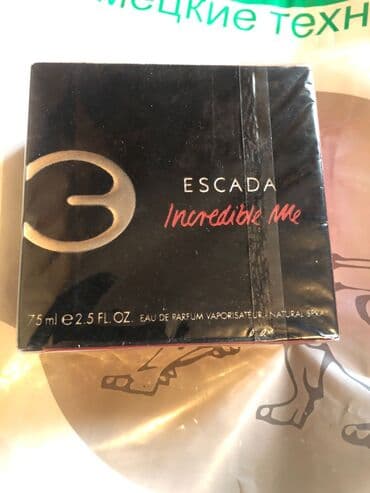 мецкие техн
ESCADA
Incredible Me
75 ml e 2.5 FL. OZ. EAU DE PARFUM VAPORISATEUR / NATURAL SPRAY